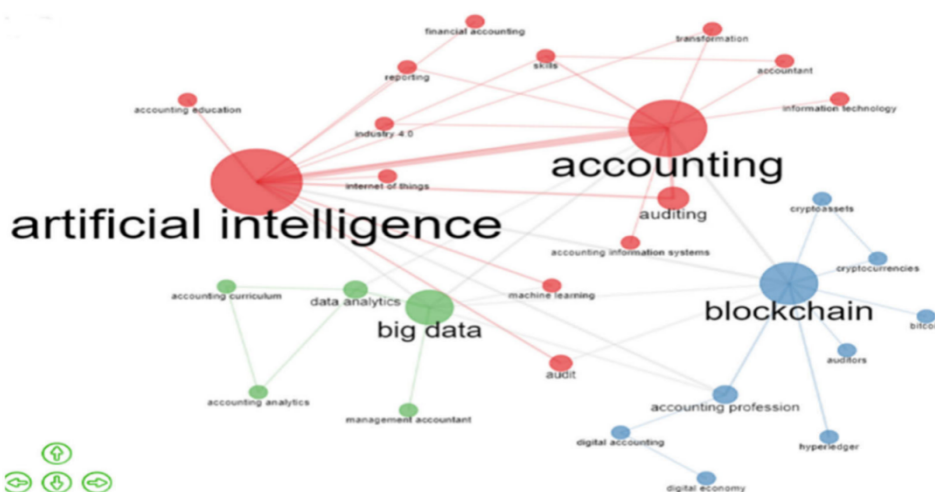 financial accounting
transformation
skills
accountant
reporting
accounting education
information technology
industry 4.0
accounting
internet of things
artificial intelligence
auditing
cryptoassets
accounting information systems
cryptocurrencies
accounting curriculum
data analytics
machine learning
blockchain
big data
bitcoi
auditors
audit
accounting analytics
accounting profession
management accountant
digital accounting
hyperledger
digital economy